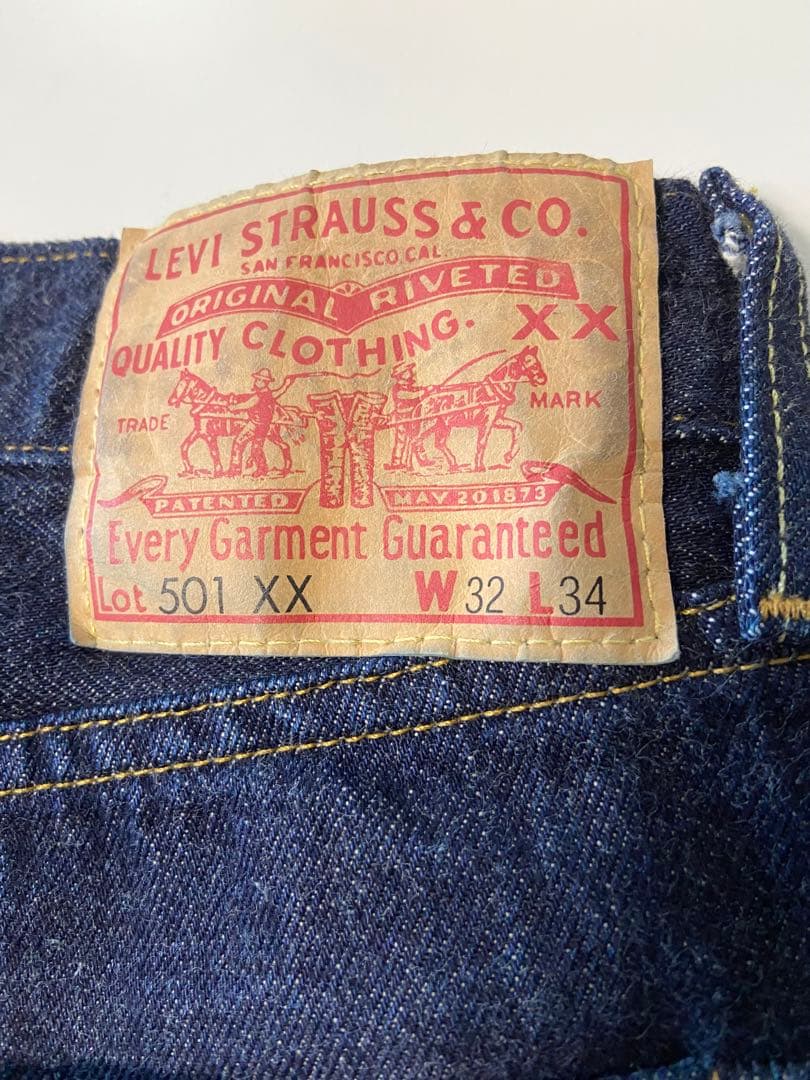 LEVI STRAUSS & CO.
SAN FRANCISCO CAL.
ORIGINAL RIVETED
QUALITY CLOTHING. XX
TRADE MARK
PATENTED MAY 20 1873
Every Garment Guaranteed
Lot 501 XX W 32 L 34